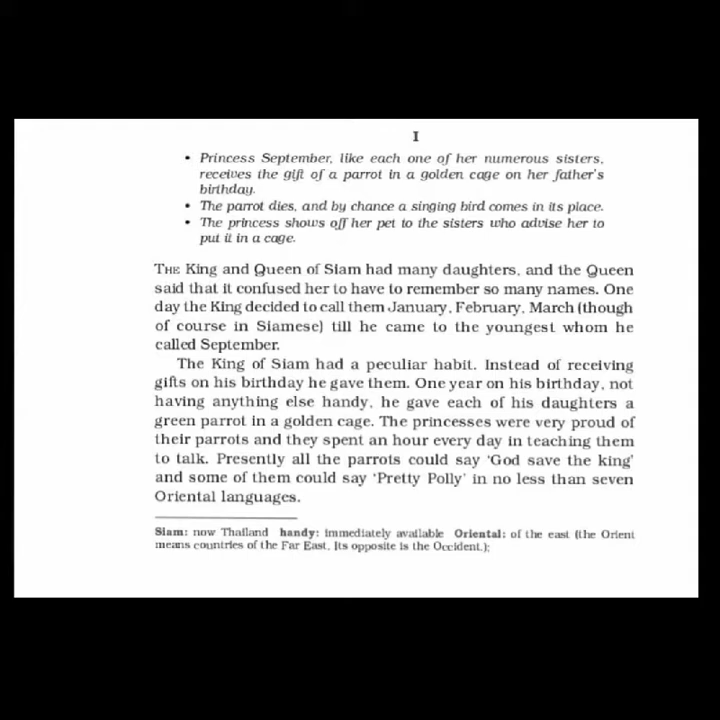 I
• Princess September, like each one of her numerous sisters,
receives the gift of a parrot in a golden cage on her father's
birthday.
• The parrot dies, and by chance a singing bird comes in its place.
• The princess shows off her pet to the sisters who advise her to
put it in a cage.
THE King and Queen of Siam had many daughters, and the Queen
said that it confused her to have to remember so many names. One
day the King decided to call them January, February, March (though
of course in Siamese) till he came to the youngest whom he
called September.
The King of Siam had a peculiar habit. Instead of receiving
gifts on his birthday he gave them. One year on his birthday, not
having anything else handy, he gave each of his daughters a
green parrot in a golden cage. The princesses were very proud of
their parrots and they spent an hour every day in teaching them
to talk. Presently all the parrots could say 'God save the king'
and some of them could say 'Pretty Polly' in no less than seven
Oriental languages.
Siam: now Thailand handy: immediately available Oriental: of the east (the Orient
means countries of the Far East. Its opposite is the Occident.);